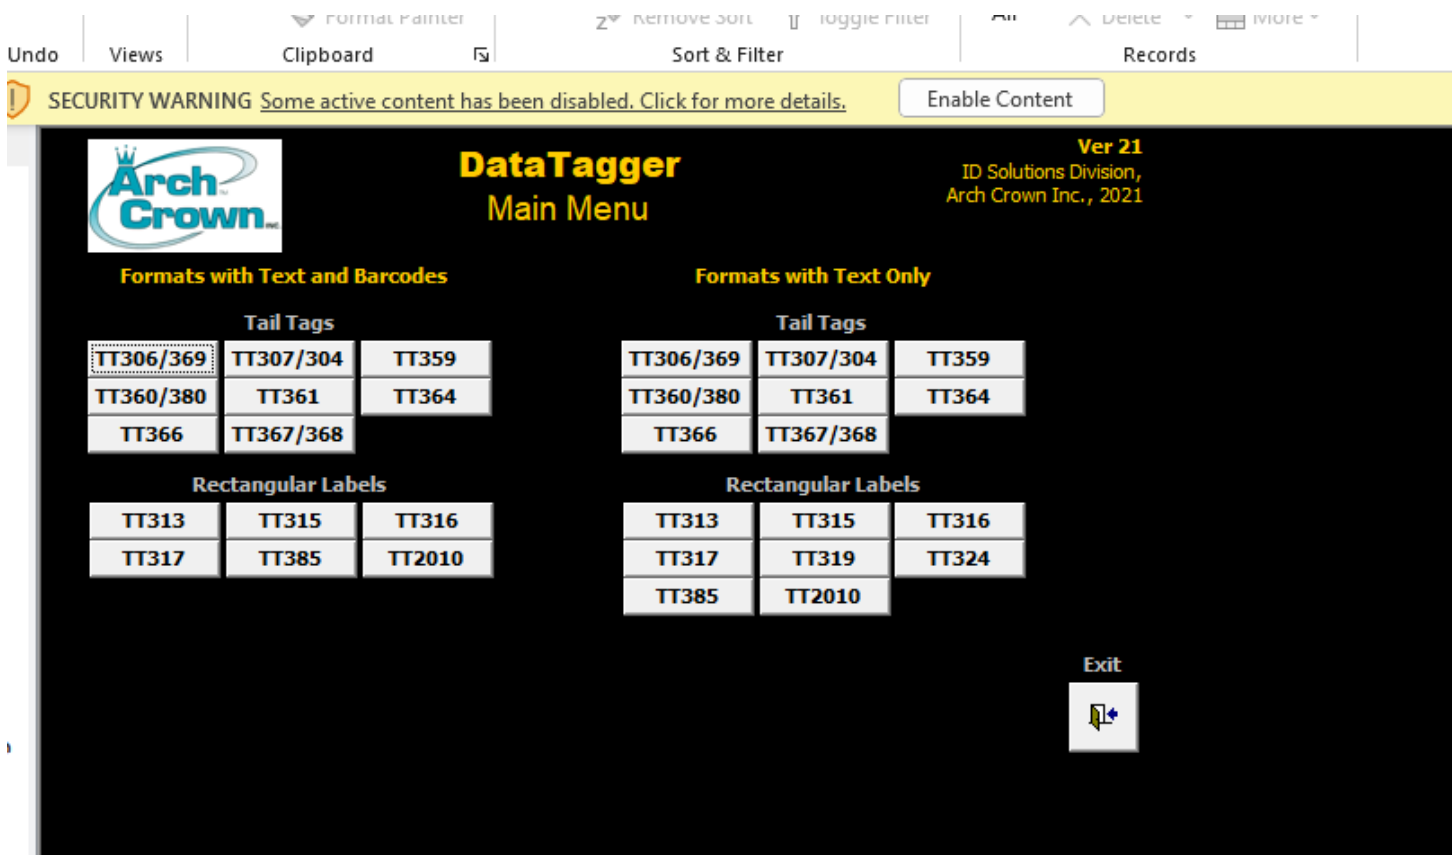 Format Painter
Remove Sort
Toggle Filter
All
Delete
More
Undo
Views
Clipboard
Sort & Filter
Records
SECURITY WARNING Some active content has been disabled. Click for more details.
Enable Content
Arch
Crown INC.
DataTagger
Main Menu
Ver 21
ID Solutions Division,
Arch Crown Inc., 2021
Formats with Text and Barcodes
Tail Tags
TT306/369 TT307/304 TT359
TT360/380 TT361 TT364
TT366 TT367/368
Rectangular Labels
TT313 TT315 TT316
TT317 TT385 TT2010
Formats with Text Only
Tail Tags
TT306/369 TT307/304 TT359
TT360/380 TT361 TT364
TT366 TT367/368
Rectangular Labels
TT313 TT315 TT316
TT317 TT319 TT324
TT385 TT2010
Exit